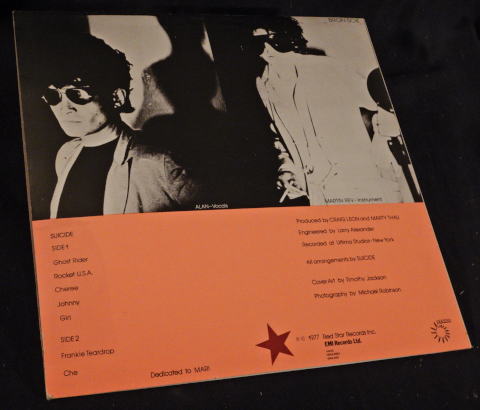 BRON SOX
ALAN-Vocals
MARTIN REV-Instrument
SUICIDE
SIDE 1
Ghost Rider
Rocket U.S.A.
Cheree
Johnny
Girl
SIDE 2
Frankie Teardrop
Che
Dedicated to MARI
Produced by CRAIG LEON and MARTY THAU
Engineered by Larry Alexander
Recorded at Ultima Studios-New York
All arrangements by SUICIDE
Cover Art by Timothy Jackson
Photography by Michael Robinson
℗ © 1977 Red Star Records Inc.
EMI Records Ltd.